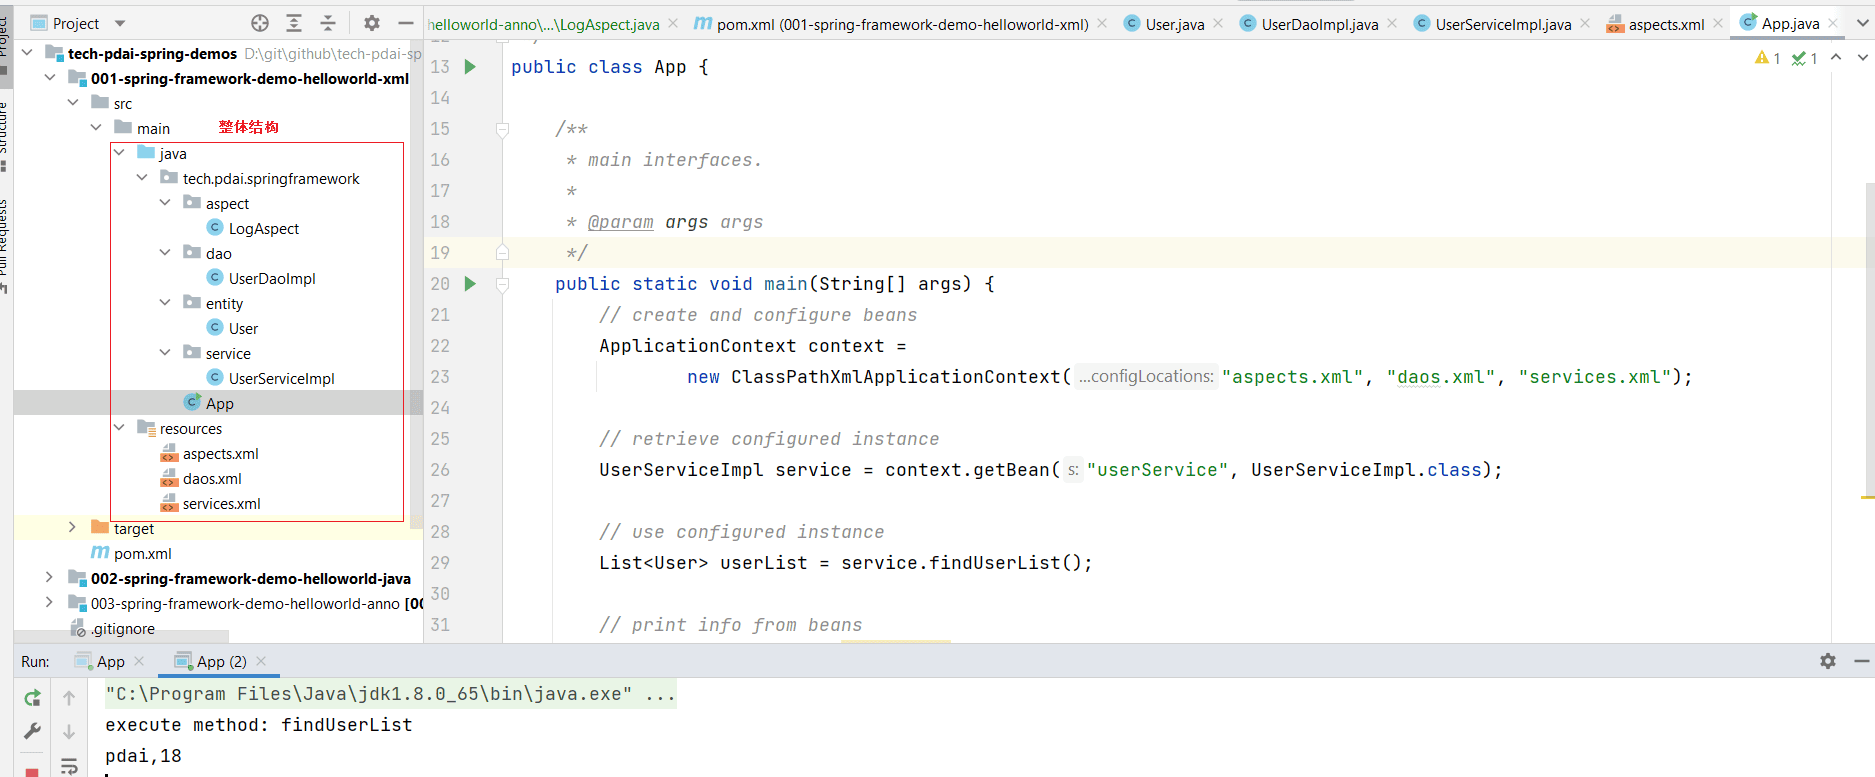 Project
helloworld-anno\...\LogAspect.java
pom.xml (001-spring-framework-demo-helloworld-xml)
User.java
UserDaoImpl.java
UserServiceImpl.java
aspects.xml
App.java
Project
Structure
Pull Requests
tech-pdai-spring-demos D:\git\github\tech-pdai-sp
001-spring-framework-demo-helloworld-xml
src
main
整体结构
java
tech.pdai.springframework
aspect
LogAspect
dao
UserDaoImpl
entity
User
service
UserServiceImpl
App
resources
aspects.xml
daos.xml
services.xml
target
pom.xml
002-spring-framework-demo-helloworld-java
003-spring-framework-demo-helloworld-anno [00
.gitignore
1 1
13 public class App {
14
15 /**
16 * main interfaces.
17 *
18 * @param args args
19 */
20 public static void main(String[] args) {
21 // create and configure beans
22 ApplicationContext context =
23 new ClassPathXmlApplicationContext( ...configLocations: "aspects.xml", "daos.xml", "services.xml");
24
25 // retrieve configured instance
26 UserServiceImpl service = context.getBean( s: "userService", UserServiceImpl.class);
27
28 // use configured instance
29 List<User> userList = service.findUserList();
30
31 // print info from beans
Run: App App (2)
"C:\Program Files\Java\jdk1.8.0_65\bin\java.exe" ...
execute method: findUserList
pdai,18